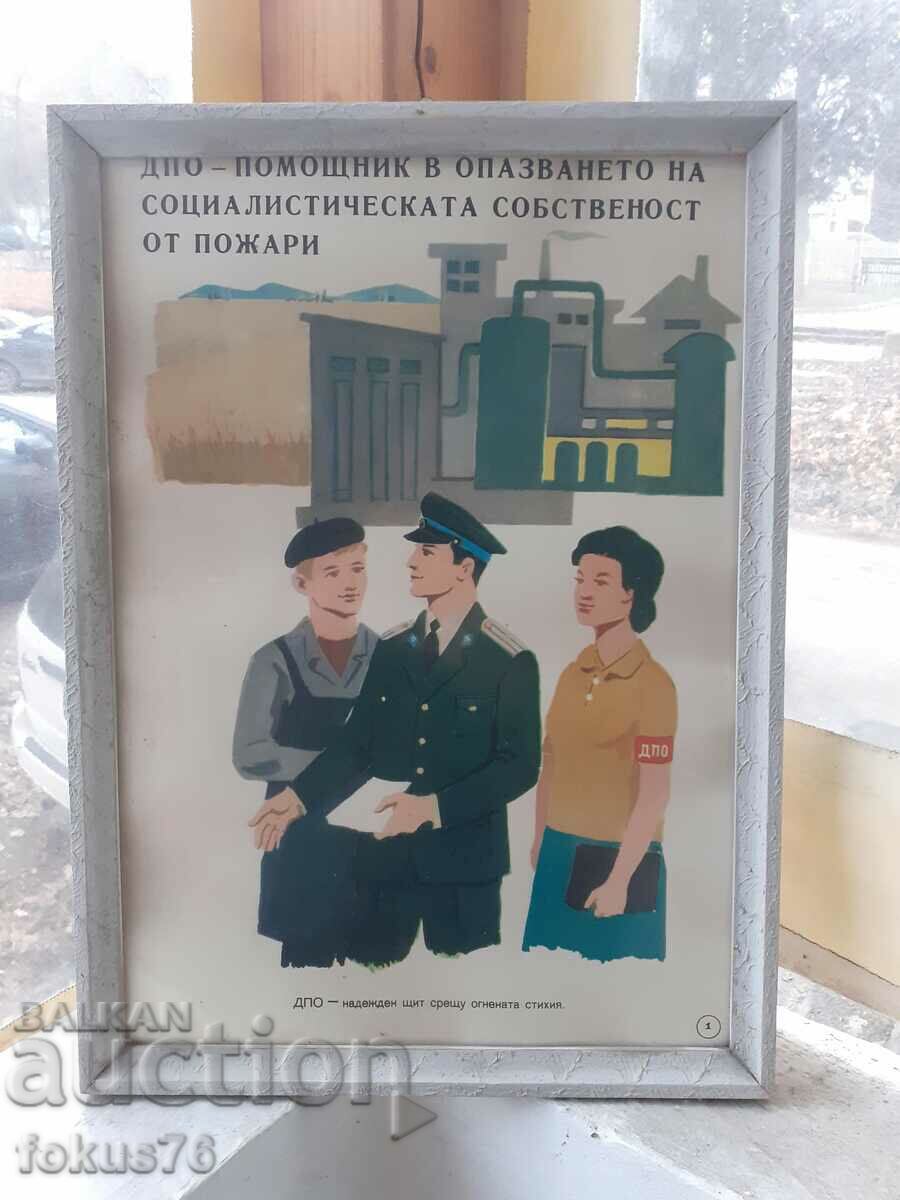 ДПО – ПОМОЩНИК В ОПАЗВАНЕТО НА
СОЦИАЛИСТИЧЕСКАТА СОБСТВЕНОСТ
ОТ ПОЖАРИ
ДПО
ДПО — надежден щит срещу огнената стихия.
1
BALKAN
auction
fokus76